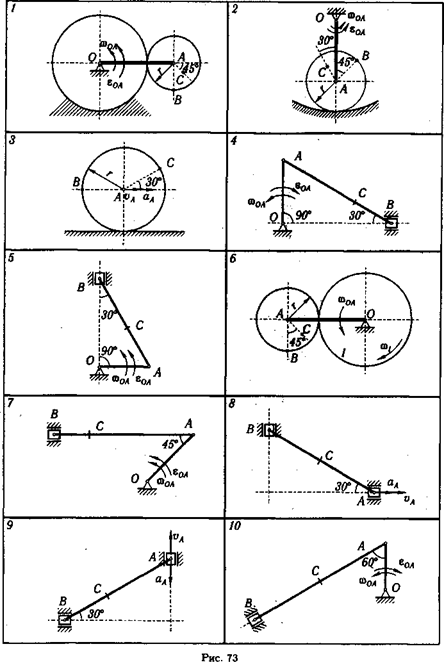 1
O
ω_OA
ε_OA
A
45°
C
r
B
2
O
ω_OA
ε_OA
30°
45°
B
C
r
A
3
C
B
r
30°
A
v_A
a_A
4
A
ω_OA
ε_OA
C
O
90°
30°
B
5
B
30°
C
90°
O
ω_OA
ε_OA
A
6
r
ω_OA
A
O
C
45°
B
1
ω_1
7
B
C
A
45°
ε_OA
O
ω_OA
8
B
C
30°
A
a_A
v_A
9
v_A
A
a_A
C
B
30°
10
A
60°
ε_OA
ω_OA
C
O
B
Рис. 73